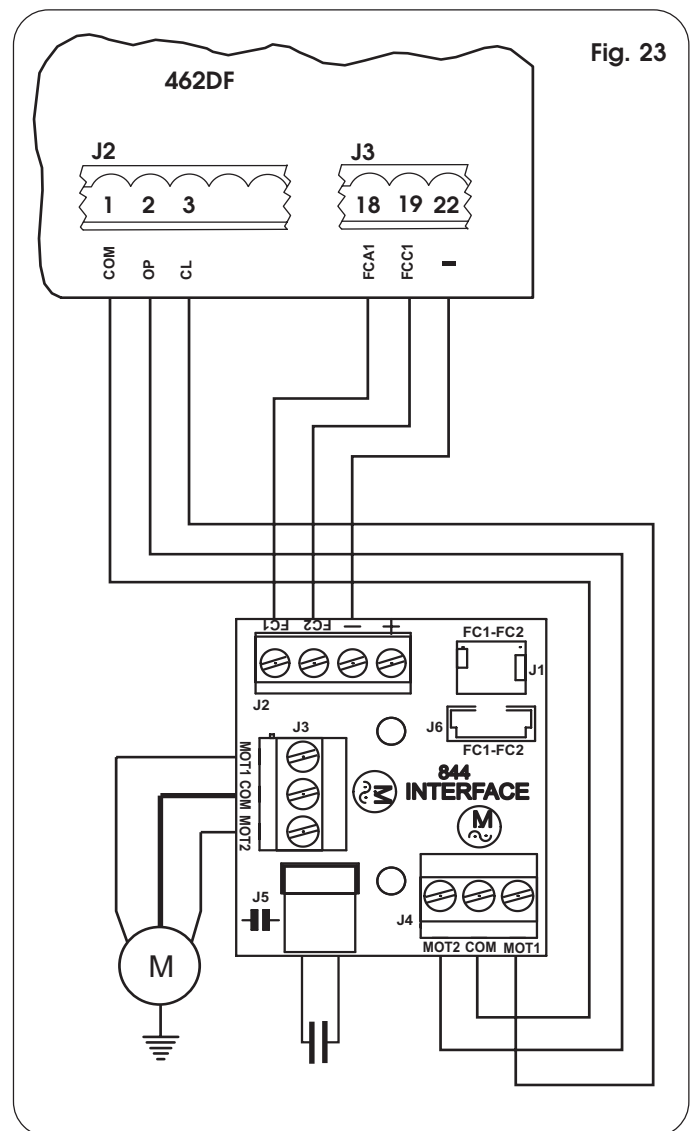 Fig. 23
462DF
J2
J3
1 2 3
18 19 22
COM
OP
CL
FCA1
FCC1
-
FC1 FC2 - +
J2
FC1-FC2
J1
J6
FC1-FC2
J3
MOT1 COM MOT2
M
844
INTERFACE
M
J5
J4
MOT2 COM MOT1
M